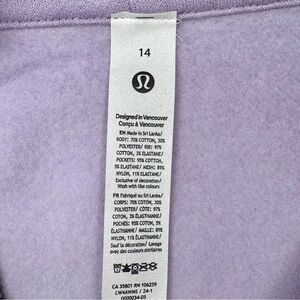 14
Designed in Vancouver
Conçu à Vancouver
EN Made in Sri Lanka/
BODY: 70% COTTON, 30%
POLYESTER/ RIB: 97%
COTTON, 3% ELASTANE/
POCKETS: 95% COTTON,
5% ELASTANE/ MESH: 89%
NYLON, 11% ELASTANE/
Exclusive of decoration/
Wash with like colours
FR Fabriqué au Sri Lanka/
CORPS: 70% COTON, 30%
POLYESTER/ CÔTE: 97%
COTON, 3% ÉLASTHANNE/
POCHES: 95% COTON, 5%
ÉLASTHANNE/ MAILLE: 89%
NYLON, 11% ÉLASTHANNE/
Sauf la décoration/ Lavage
avec des couleurs similaires
CA 35801 RN 106259
/ 24-1
0000034-05